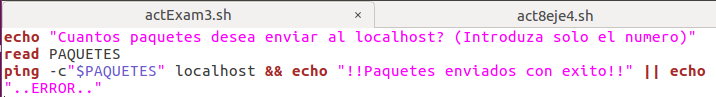 actExam3.sh × act8eje4.sh
echo "Cuantos paquetes desea enviar al localhost? (Introduza solo el numero)"
read PAQUETES
ping -c"$PAQUETES" localhost && echo "!!Paquetes enviados con exito!!" || echo
"..ERROR.."